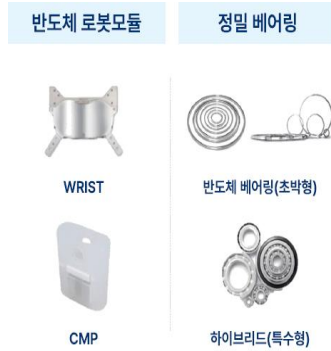 반도체 로봇모듈
정밀 베어링
WRIST
반도체 베어링(초박형)
CMP
하이브리드(특수형)